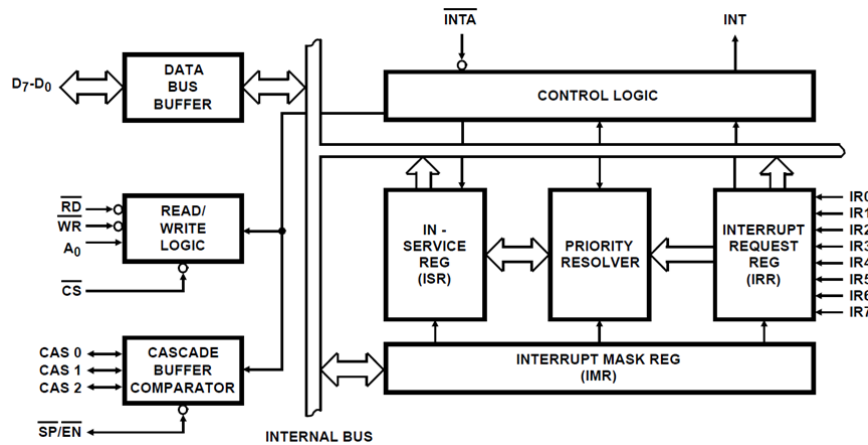 INTA
INT
D7-D0
DATA
BUS
BUFFER
CONTROL LOGIC
RD
WR
A0
READ/
WRITE
LOGIC
CS
IN -
SERVICE
REG
(ISR)
PRIORITY
RESOLVER
INTERRUPT
REQUEST
REG
(IRR)
IR0
IR1
IR2
IR3
IR4
IR5
IR6
IR7
CAS 0
CAS 1
CAS 2
CASCADE
BUFFER
COMPARATOR
INTERRUPT MASK REG
(IMR)
SP/EN
INTERNAL BUS